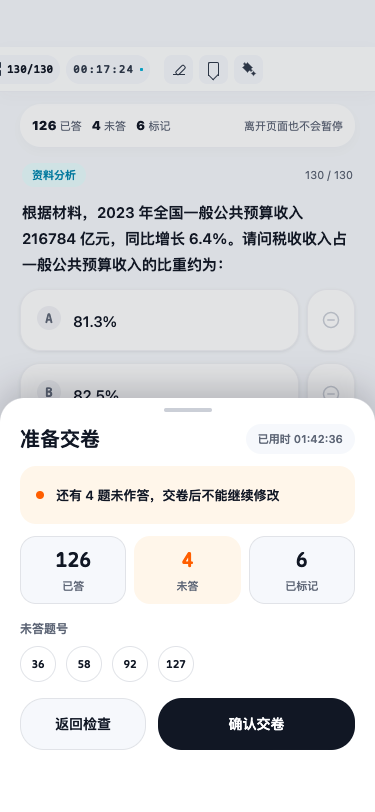 130/130
00:17:24
126 已答 4 未答 6 标记
离开页面也不会暂停
资料分析
130 / 130
根据材料，2023 年全国一般公共预算收入
216784 亿元，同比增长 6.4%。请问税收收入占
一般公共预算收入的比重约为：
A 81.3%
B 82.5%
准备交卷
已用时 01:42:36
还有 4 题未作答，交卷后不能继续修改
126
已答
4
未答
6
已标记
未答题号
36 58 92 127
返回检查
确认交卷